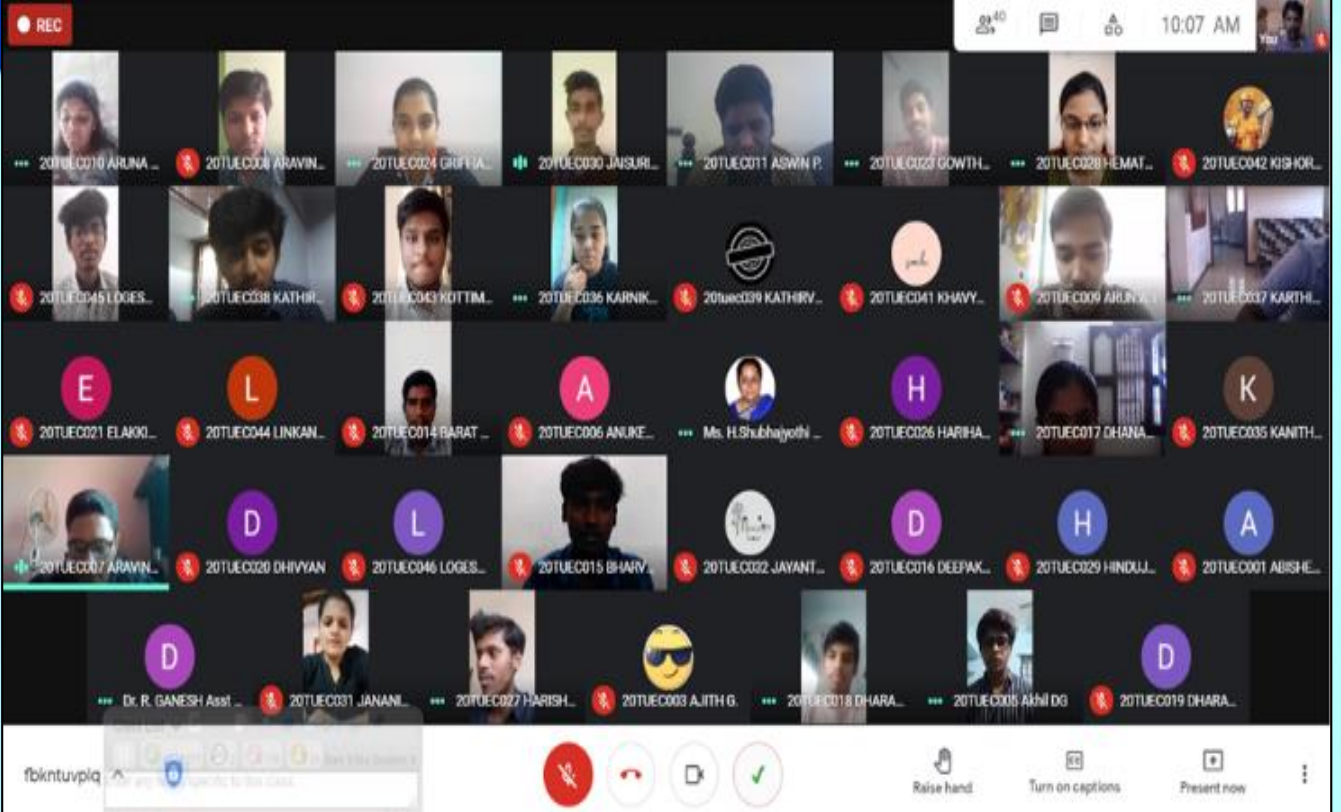 REC
40
10:07 AM
You
20TUEC010 ARUNA ...
20TUEC008 ARAVIN...
20TUEC024 GRIFFA...
20TUEC030 JAISURI...
20TUEC011 ASWIN P.
20TUEC023 GOWTH...
20TUEC028 HEMAT...
20TUEC042 KISHOR...
20TUEC045 LOGES...
20TUEC038 KATHIR...
20TUEC043 KOTTIM...
20TUEC036 KARNIK...
20tuec039 KATHIRV...
20TUEC041 KHAVY...
20TUEC009 ARUN
20TUEC037 KARTHI...
E
L
A
H
K
20TUEC021 ELAKKI...
20TUEC044 LINKAN...
20TUEC014 BARAT ...
20TUEC006 ANUKE...
Ms. H.Shubhajyothi ...
20TUEC026 HARIHA...
20TUEC017 DHANA...
20TUEC035 KANITH...
D
L
D
H
A
20TUEC007 ARAVIN...
20TUEC020 DHIVYAN
20TUEC046 LOGES...
20TUEC015 BHARV...
20TUEC032 JAYANT...
20TUEC016 DEEPAK...
20TUEC029 HINDUJ...
20TUEC001 ABISHE...
D
D
Dr. R. GANESH Asst ...
20TUEC031 JANANI...
20TUEC027 HARISH...
20TUEC003 AJITH G.
20TUEC018 DHARA...
20TUEC005 Akhil DG
20TUEC019 DHARA...
fbkntuvpiq
Raise hand
Turn on captions
Present now